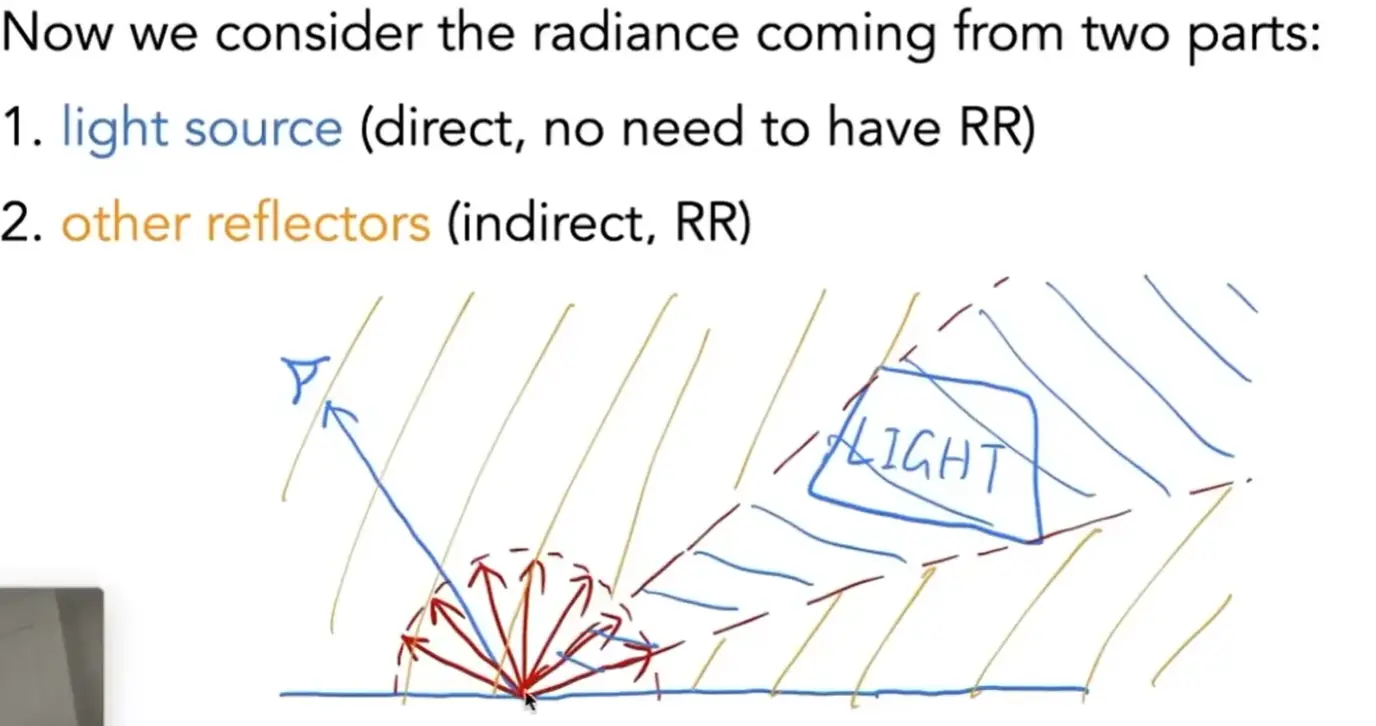 Now we consider the radiance coming from two parts:
1. light source (direct, no need to have RR)
2. other reflectors (indirect, RR)
LIGHT